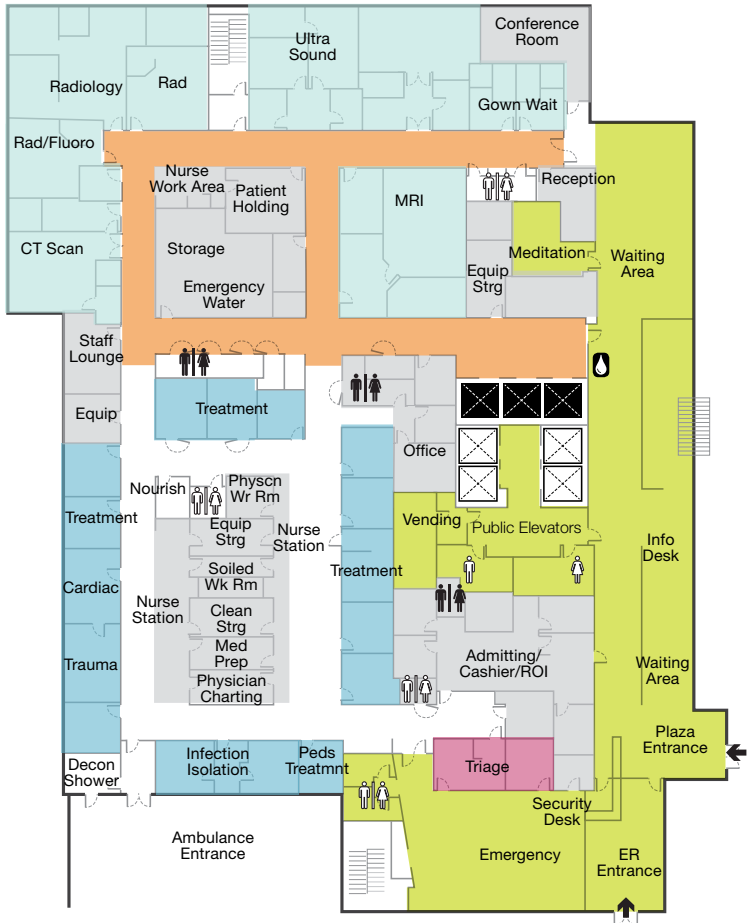 Conference
Room
Ultra
Sound
Radiology
Rad
Gown Wait
Rad/Fluoro
Nurse
Work Area
Patient
Holding
MRI
Reception
CT Scan
Storage
Meditation
Waiting
Area
Equip
Strg
Emergency
Water
Staff
Lounge
Equip
Treatment
Office
Nourish
Physcn
Wr Rm
Treatment
Equip
Strg
Nurse
Station
Vending
Public Elevators
Info
Desk
Soiled
Wk Rm
Treatment
Cardiac
Nurse
Station
Clean
Strg
Med
Prep
Trauma
Physician
Charting
Admitting/
Cashier/ROI
Waiting
Area
Plaza
Entrance
Decon
Shower
Infection
Isolation
Peds
Treatmnt
Triage
Security
Desk
Ambulance
Entrance
Emergency
ER
Entrance